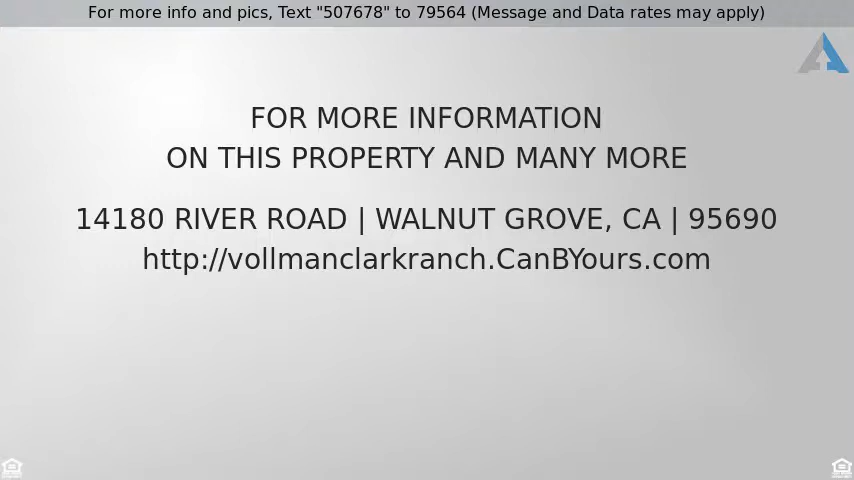 For more info and pics, Text "507678" to 79564 (Message and Data rates may apply)
FOR MORE INFORMATION
ON THIS PROPERTY AND MANY MORE
14180 RIVER ROAD | WALNUT GROVE, CA | 95690
http://vollmanclarkranch.CanBYours.com